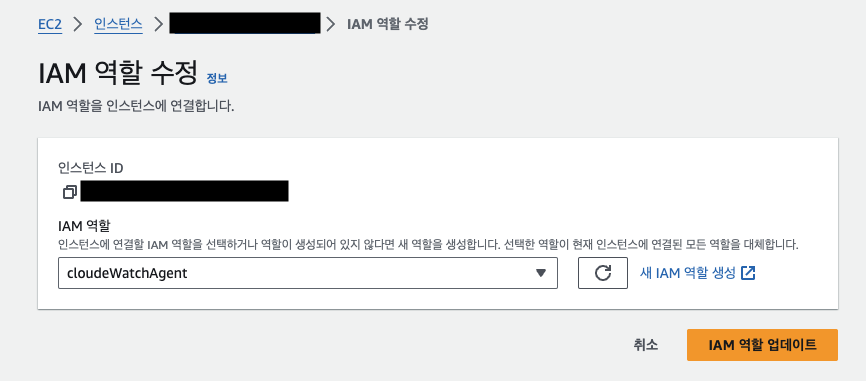 EC2 > 인스턴스 > > IAM 역할 수정
IAM 역할 수정 정보
IAM 역할을 인스턴스에 연결합니다.
인스턴스 ID
IAM 역할
인스턴스에 연결할 IAM 역할을 선택하거나 역할이 생성되어 있지 않다면 새 역할을 생성합니다. 선택한 역할이 현재 인스턴스에 연결된 모든 역할을 대체합니다.
cloudeWatchAgent
새 IAM 역할 생성
취소 IAM 역할 업데이트